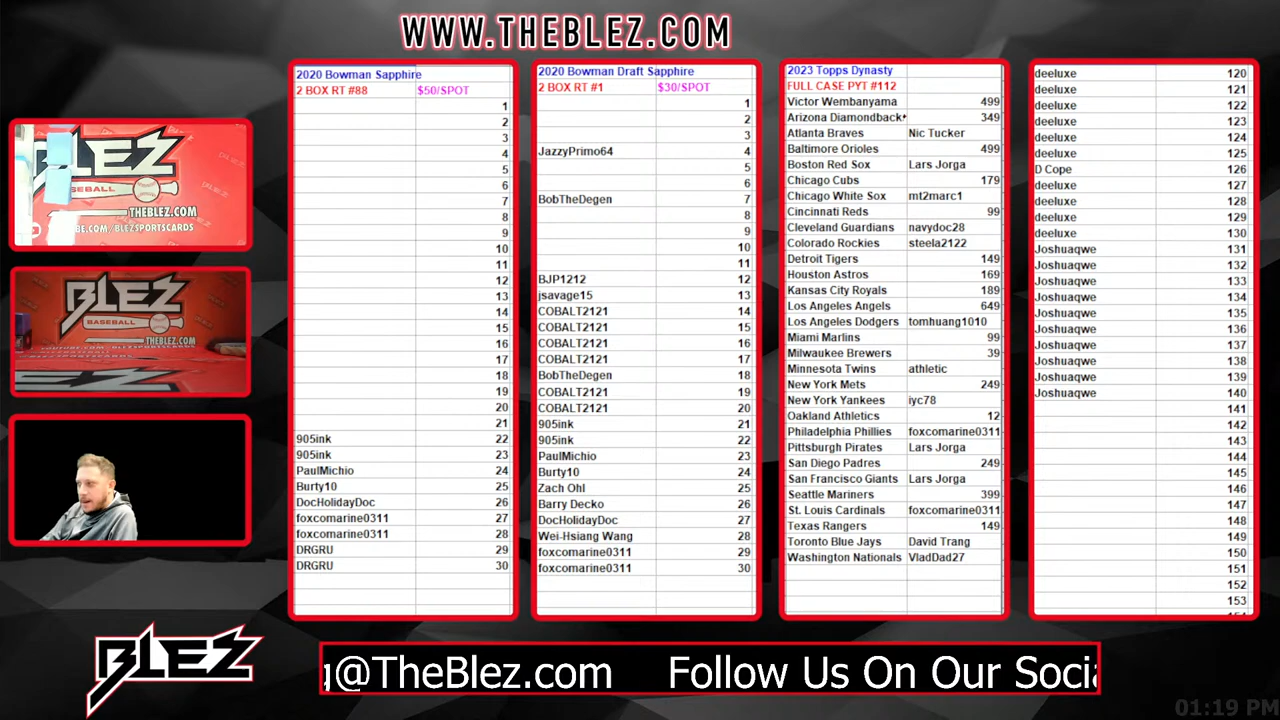 WWW.THEBLEZ.COM
BLEZ
BASEBALL
THEBLEZ.COM
UBE.COM/BLEZSPORTSCARDS
BLEZ
BASEBALL
THEBLEZ.COM
2020 Bowman Sapphire
2 BOX RT #88 $50/SPOT
1
2
3
4
5
6
7
8
9
10
11
12
13
14
15
16
17
18
19
20
21
905ink 22
905ink 23
PaulMichio 24
Burty10 25
DocHolidayDoc 26
foxcomarine0311 27
foxcomarine0311 28
DRGRU 29
DRGRU 30
2020 Bowman Draft Sapphire
2 BOX RT #1 $30/SPOT
1
2
3
JazzyPrimo64 4
5
6
BobTheDegen 7
8
9
10
11
BJP1212 12
jsavage15 13
COBALT2121 14
COBALT2121 15
COBALT2121 16
COBALT2121 17
BobTheDegen 18
COBALT2121 19
COBALT2121 20
905ink 21
905ink 22
PaulMichio 23
Burty10 24
Zach Ohl 25
Barry Decko 26
DocHolidayDoc 27
Wei-Hsiang Wang 28
foxcomarine0311 29
foxcomarine0311 30
2023 Topps Dynasty
FULL CASE PYT #112
Victor Wembanyama 499
Arizona Diamondback 349
Atlanta Braves Nic Tucker
Baltimore Orioles 499
Boston Red Sox Lars Jorga
Chicago Cubs 179
Chicago White Sox mt2marc1
Cincinnati Reds 99
Cleveland Guardians navydoc28
Colorado Rockies steela2122
Detroit Tigers 149
Houston Astros 169
Kansas City Royals 189
Los Angeles Angels 649
Los Angeles Dodgers tomhuang1010
Miami Marlins 99
Milwaukee Brewers 39
Minnesota Twins athletic
New York Mets 249
New York Yankees iyc78
Oakland Athletics 12
Philadelphia Phillies foxcomarine0311
Pittsburgh Pirates Lars Jorga
San Diego Padres 249
San Francisco Giants Lars Jorga
Seattle Mariners 399
St. Louis Cardinals foxcomarine0311
Texas Rangers 149
Toronto Blue Jays David Trang
Washington Nationals VladDad27
deeluxe 120
deeluxe 121
deeluxe 122
deeluxe 123
deeluxe 124
deeluxe 125
D Cope 126
deeluxe 127
deeluxe 128
deeluxe 129
deeluxe 130
Joshuaqwe 131
Joshuaqwe 132
Joshuaqwe 133
Joshuaqwe 134
Joshuaqwe 135
Joshuaqwe 136
Joshuaqwe 137
Joshuaqwe 138
Joshuaqwe 139
Joshuaqwe 140
141
142
143
144
145
146
147
148
149
150
151
152
153
BLEZ
g@TheBlez.com Follow Us On Our Socia
01:19 PM